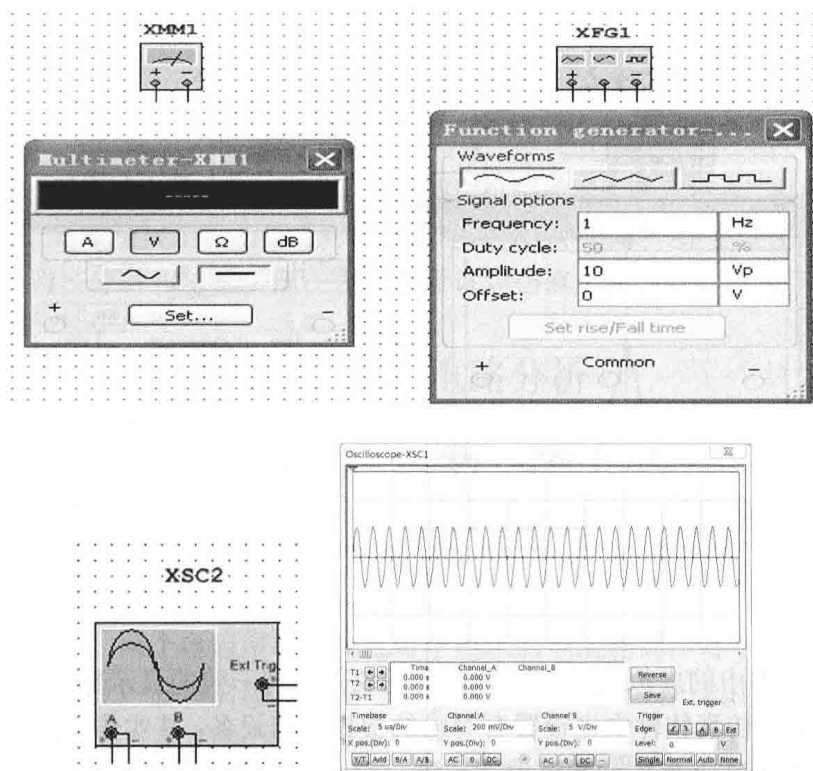 XMM1
XFG1
Multimeter-XMM1
-----
A V Ω dB
Set...
+ -
Function generator-...
Waveforms
Signal options
Frequency: 1 Hz
Duty cycle: 50 %
Amplitude: 10 Vp
Offset: 0 V
Set rise/Fall time
+ Common -
XSC2
Ext Trig
A B
Oscilloscope-XSC1
Time Channel_A Channel_B
T1 0.000 s 0.000 V
T2 0.000 s 0.000 V
T2-T1 0.000 s 0.000 V
Reverse
Save
Ext. trigger
Timebase Channel A Channel B Trigger
Scale: 5 us/Div Scale: 200 mV/Div Scale: 5 V/Div Edge: A B Ext
X pos.(Div): 0 Y pos.(Div): 0 Y pos.(Div): 0 Level: 0 V
Y/T Add B/A A/B AC 0 DC AC 0 DC - Single Normal Auto None